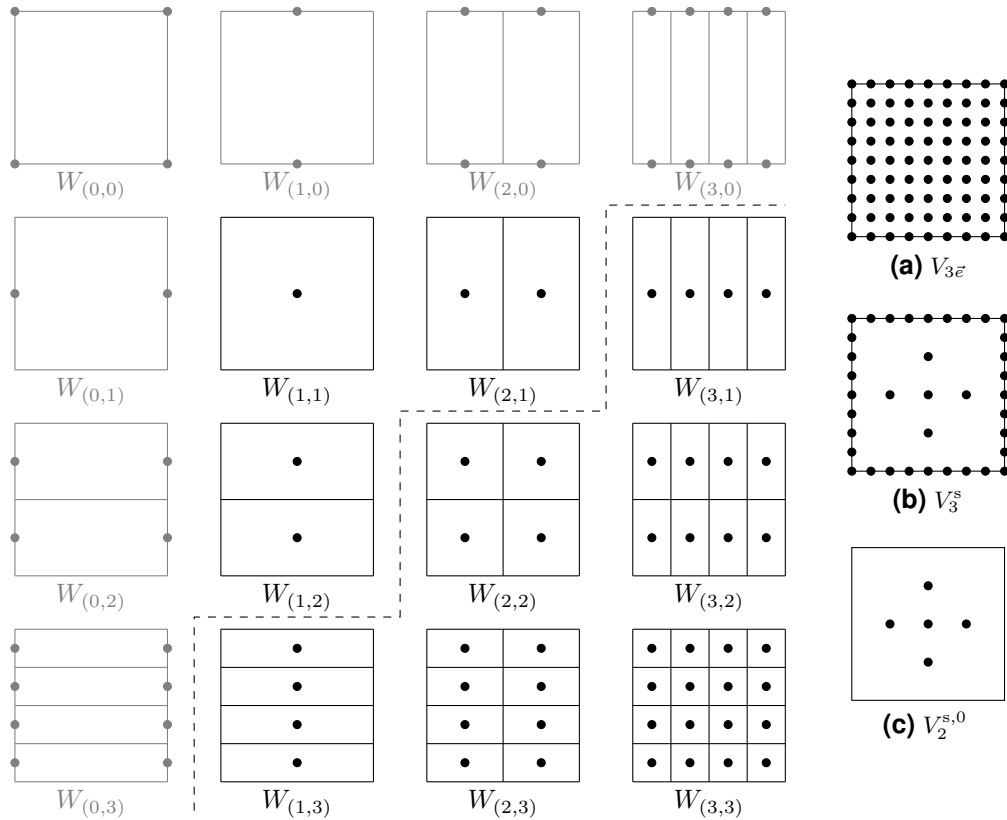 W_{(0,0)} W_{(1,0)} W_{(2,0)} W_{(3,0)}
W_{(0,1)} W_{(1,1)} W_{(2,1)} W_{(3,1)}
W_{(0,2)} W_{(1,2)} W_{(2,2)} W_{(3,2)}
W_{(0,3)} W_{(1,3)} W_{(2,3)} W_{(3,3)}
(a) V_{3\vec{e}}
(b) V_3^s
(c) V_2^{s,0}